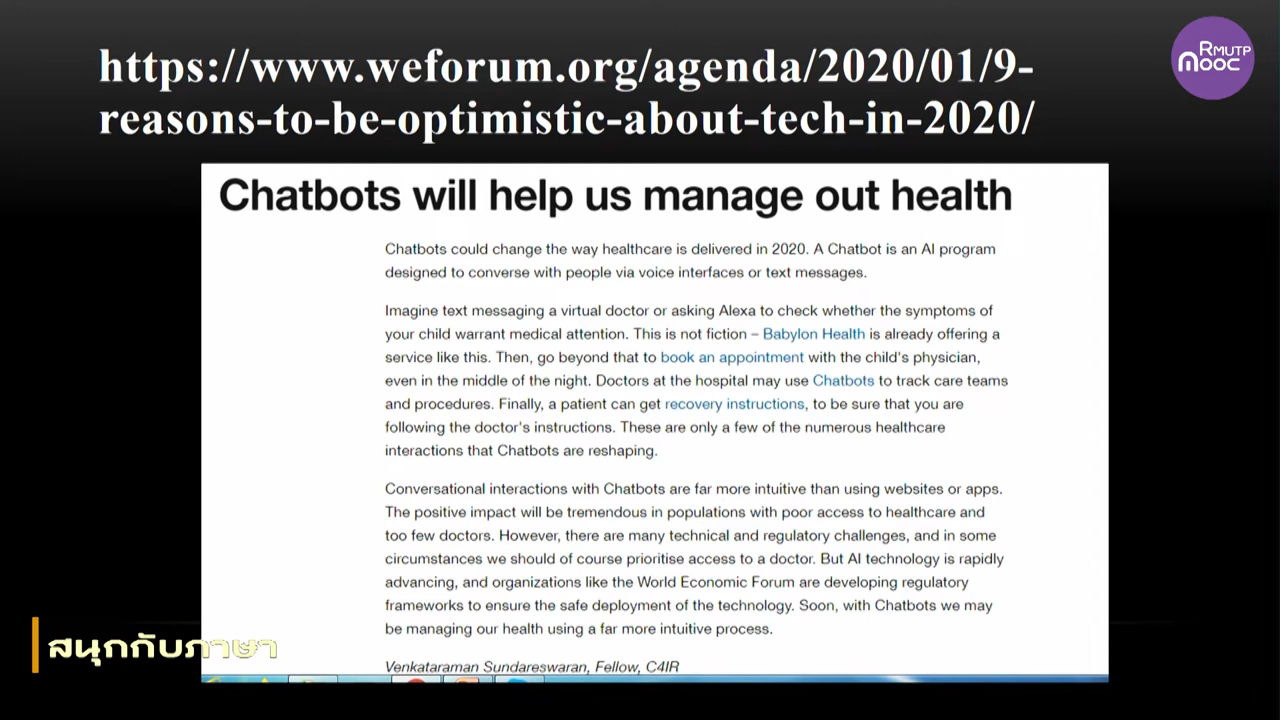 https://www.weforum.org/agenda/2020/01/9-
reasons-to-be-optimistic-about-tech-in-2020/
RMUTP
MOOC
Chatbots will help us manage out health
Chatbots could change the way healthcare is delivered in 2020. A Chatbot is an AI program
designed to converse with people via voice interfaces or text messages.
Imagine text messaging a virtual doctor or asking Alexa to check whether the symptoms of
your child warrant medical attention. This is not fiction – Babylon Health is already offering a
service like this. Then, go beyond that to book an appointment with the child's physician,
even in the middle of the night. Doctors at the hospital may use Chatbots to track care teams
and procedures. Finally, a patient can get recovery instructions, to be sure that you are
following the doctor's instructions. These are only a few of the numerous healthcare
interactions that Chatbots are reshaping.
Conversational interactions with Chatbots are far more intuitive than using websites or apps.
The positive impact will be tremendous in populations with poor access to healthcare and
too few doctors. However, there are many technical and regulatory challenges, and in some
circumstances we should of course prioritise access to a doctor. But AI technology is rapidly
advancing, and organizations like the World Economic Forum are developing regulatory
frameworks to ensure the safe deployment of the technology. Soon, with Chatbots we may
be managing our health using a far more intuitive process.
สนุกกับภาษา
Venkataraman Sundareswaran, Fellow, C4IR